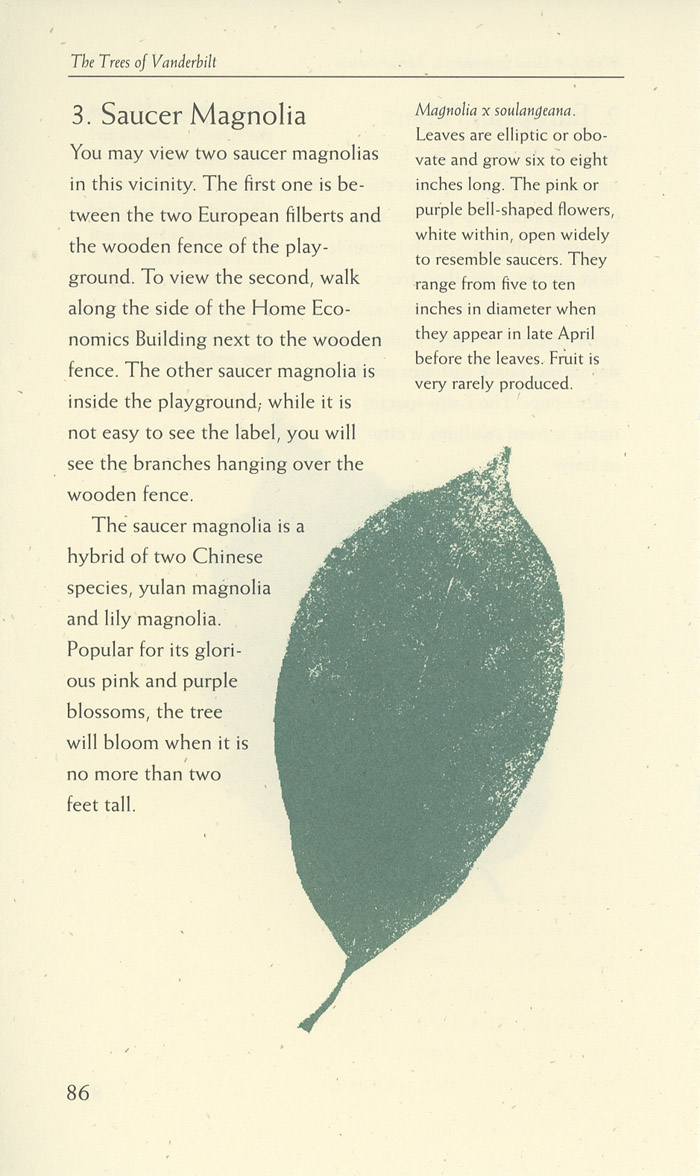 The Trees of Vanderbilt
3. Saucer Magnolia
You may view two saucer magnolias
in this vicinity. The first one is be-
tween the two European filberts and
the wooden fence of the play-
ground. To view the second, walk
along the side of the Home Eco-
nomics Building next to the wooden
fence. The other saucer magnolia is
inside the playground; while it is
not easy to see the label, you will
see the branches hanging over the
wooden fence.
The saucer magnolia is a
hybrid of two Chinese
species, yulan magnolia
and lily magnolia.
Popular for its glori-
ous pink and purple
blossoms, the tree
will bloom when it is
no more than two
feet tall.
Magnolia x soulangeana.
Leaves are elliptic or obo-
vate and grow six to eight
inches long. The pink or
purple bell-shaped flowers,
white within, open widely
to resemble saucers. They
range from five to ten
inches in diameter when
they appear in late April
before the leaves. Fruit is
very rarely produced.
86